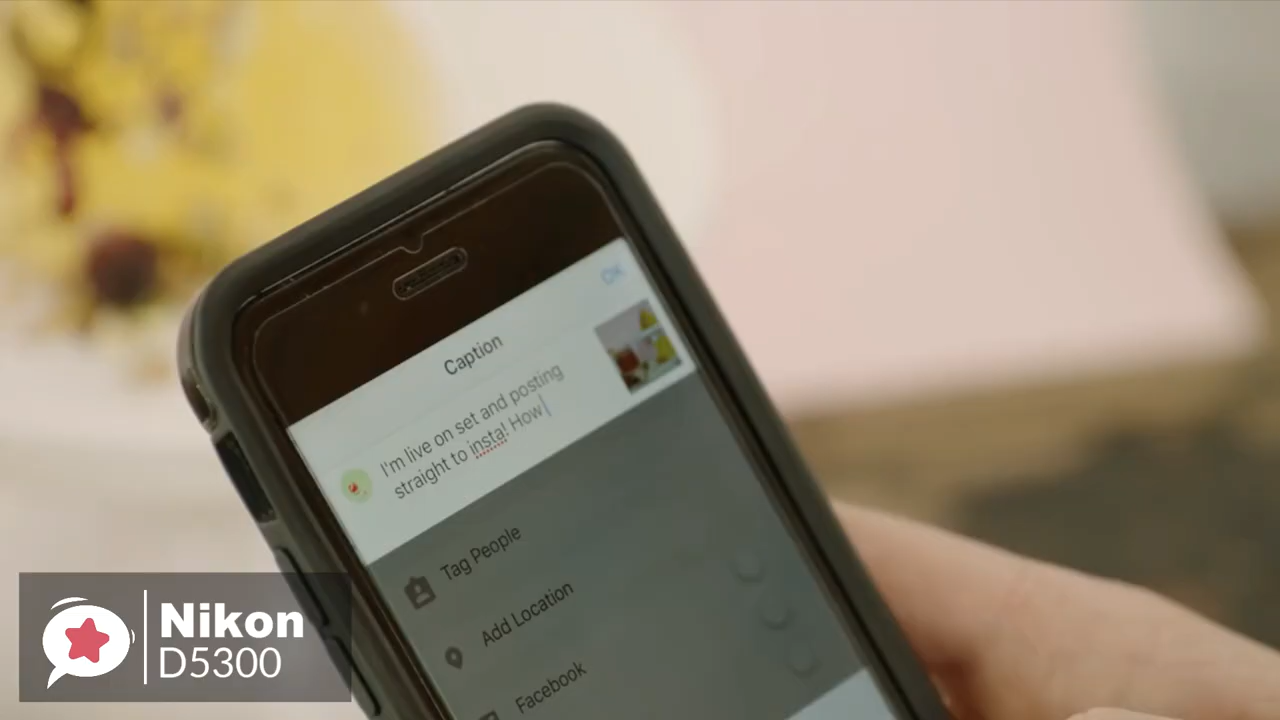 OK
Caption
I'm live on set and posting
straight to insta! How
Tag People
Add Location
Facebook
Nikon
D5300